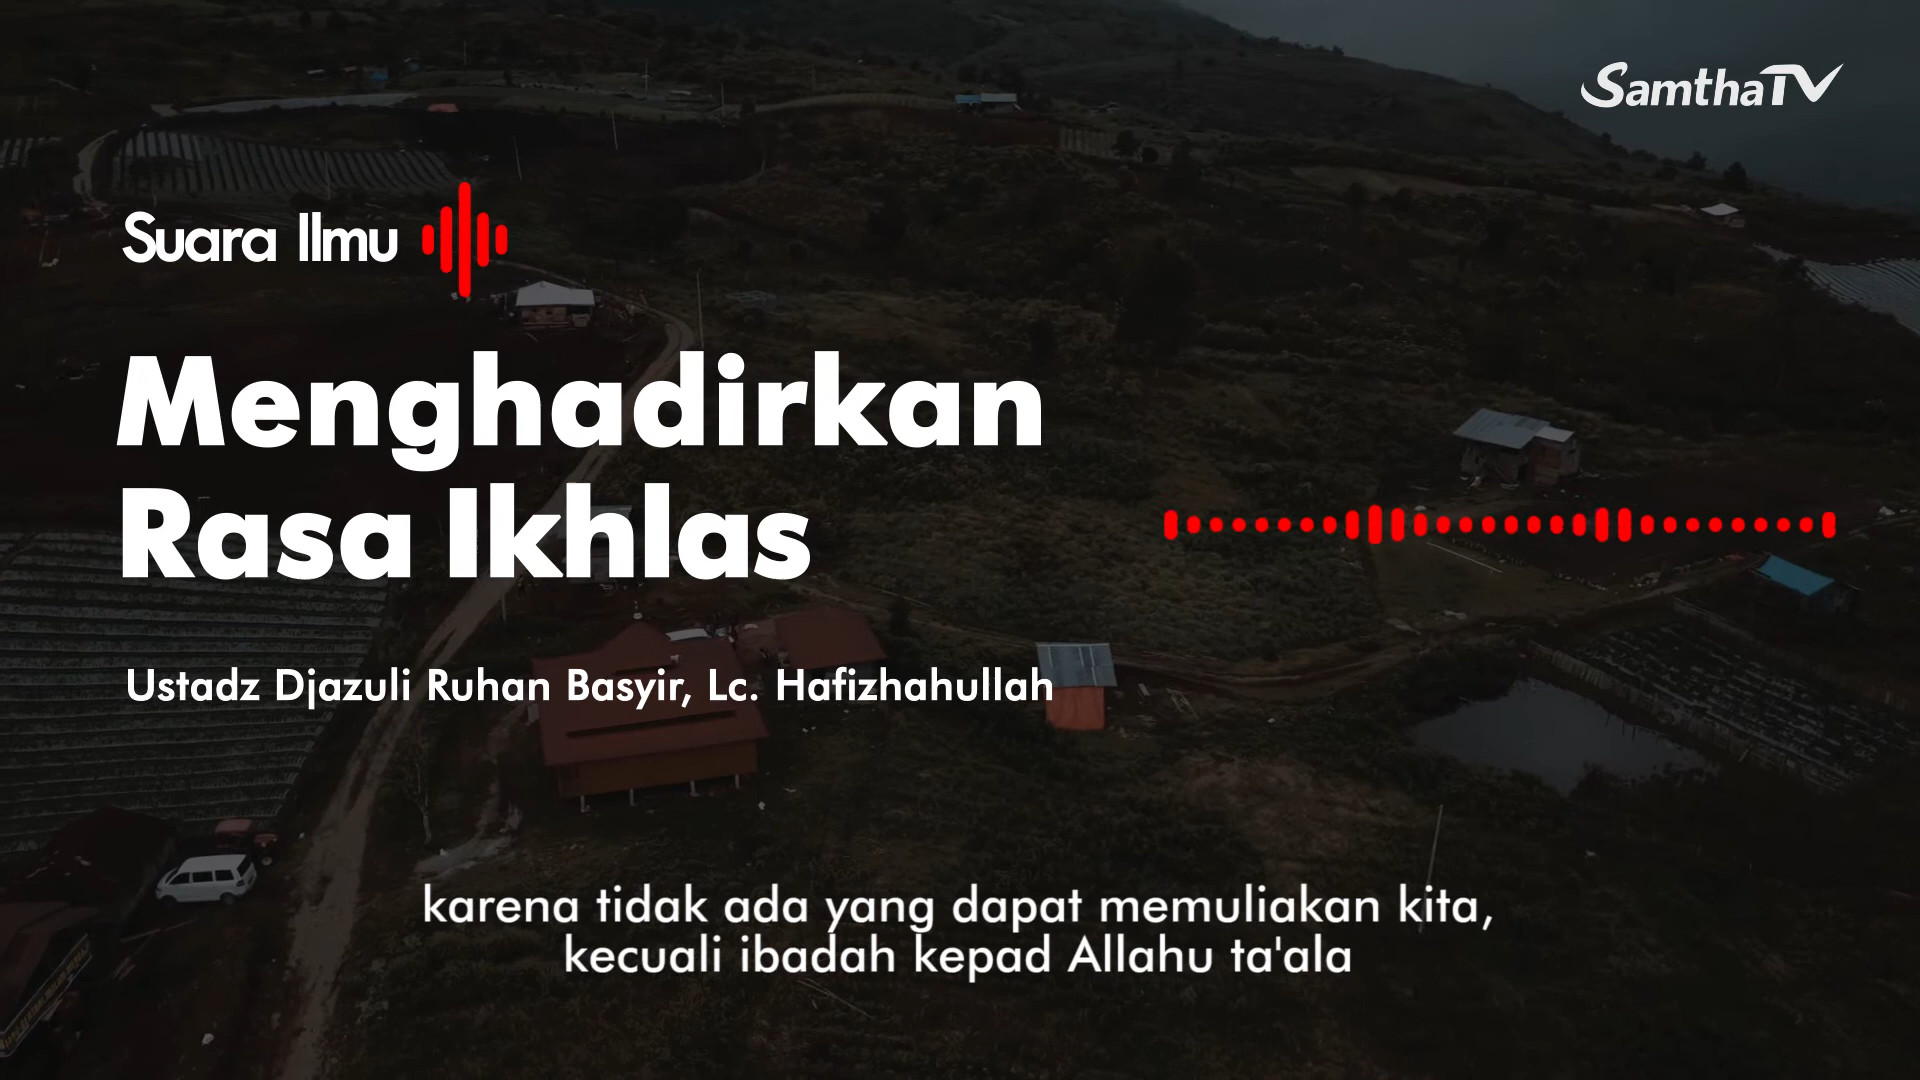 SamthaTV
Suara Ilmu
Menghadirkan
Rasa Ikhlas
Ustadz Djazuli Ruhan Basyir, Lc. Hafizhahullah
karena tidak ada yang dapat memuliakan kita,
kecuali ibadah kepad Allahu ta'ala